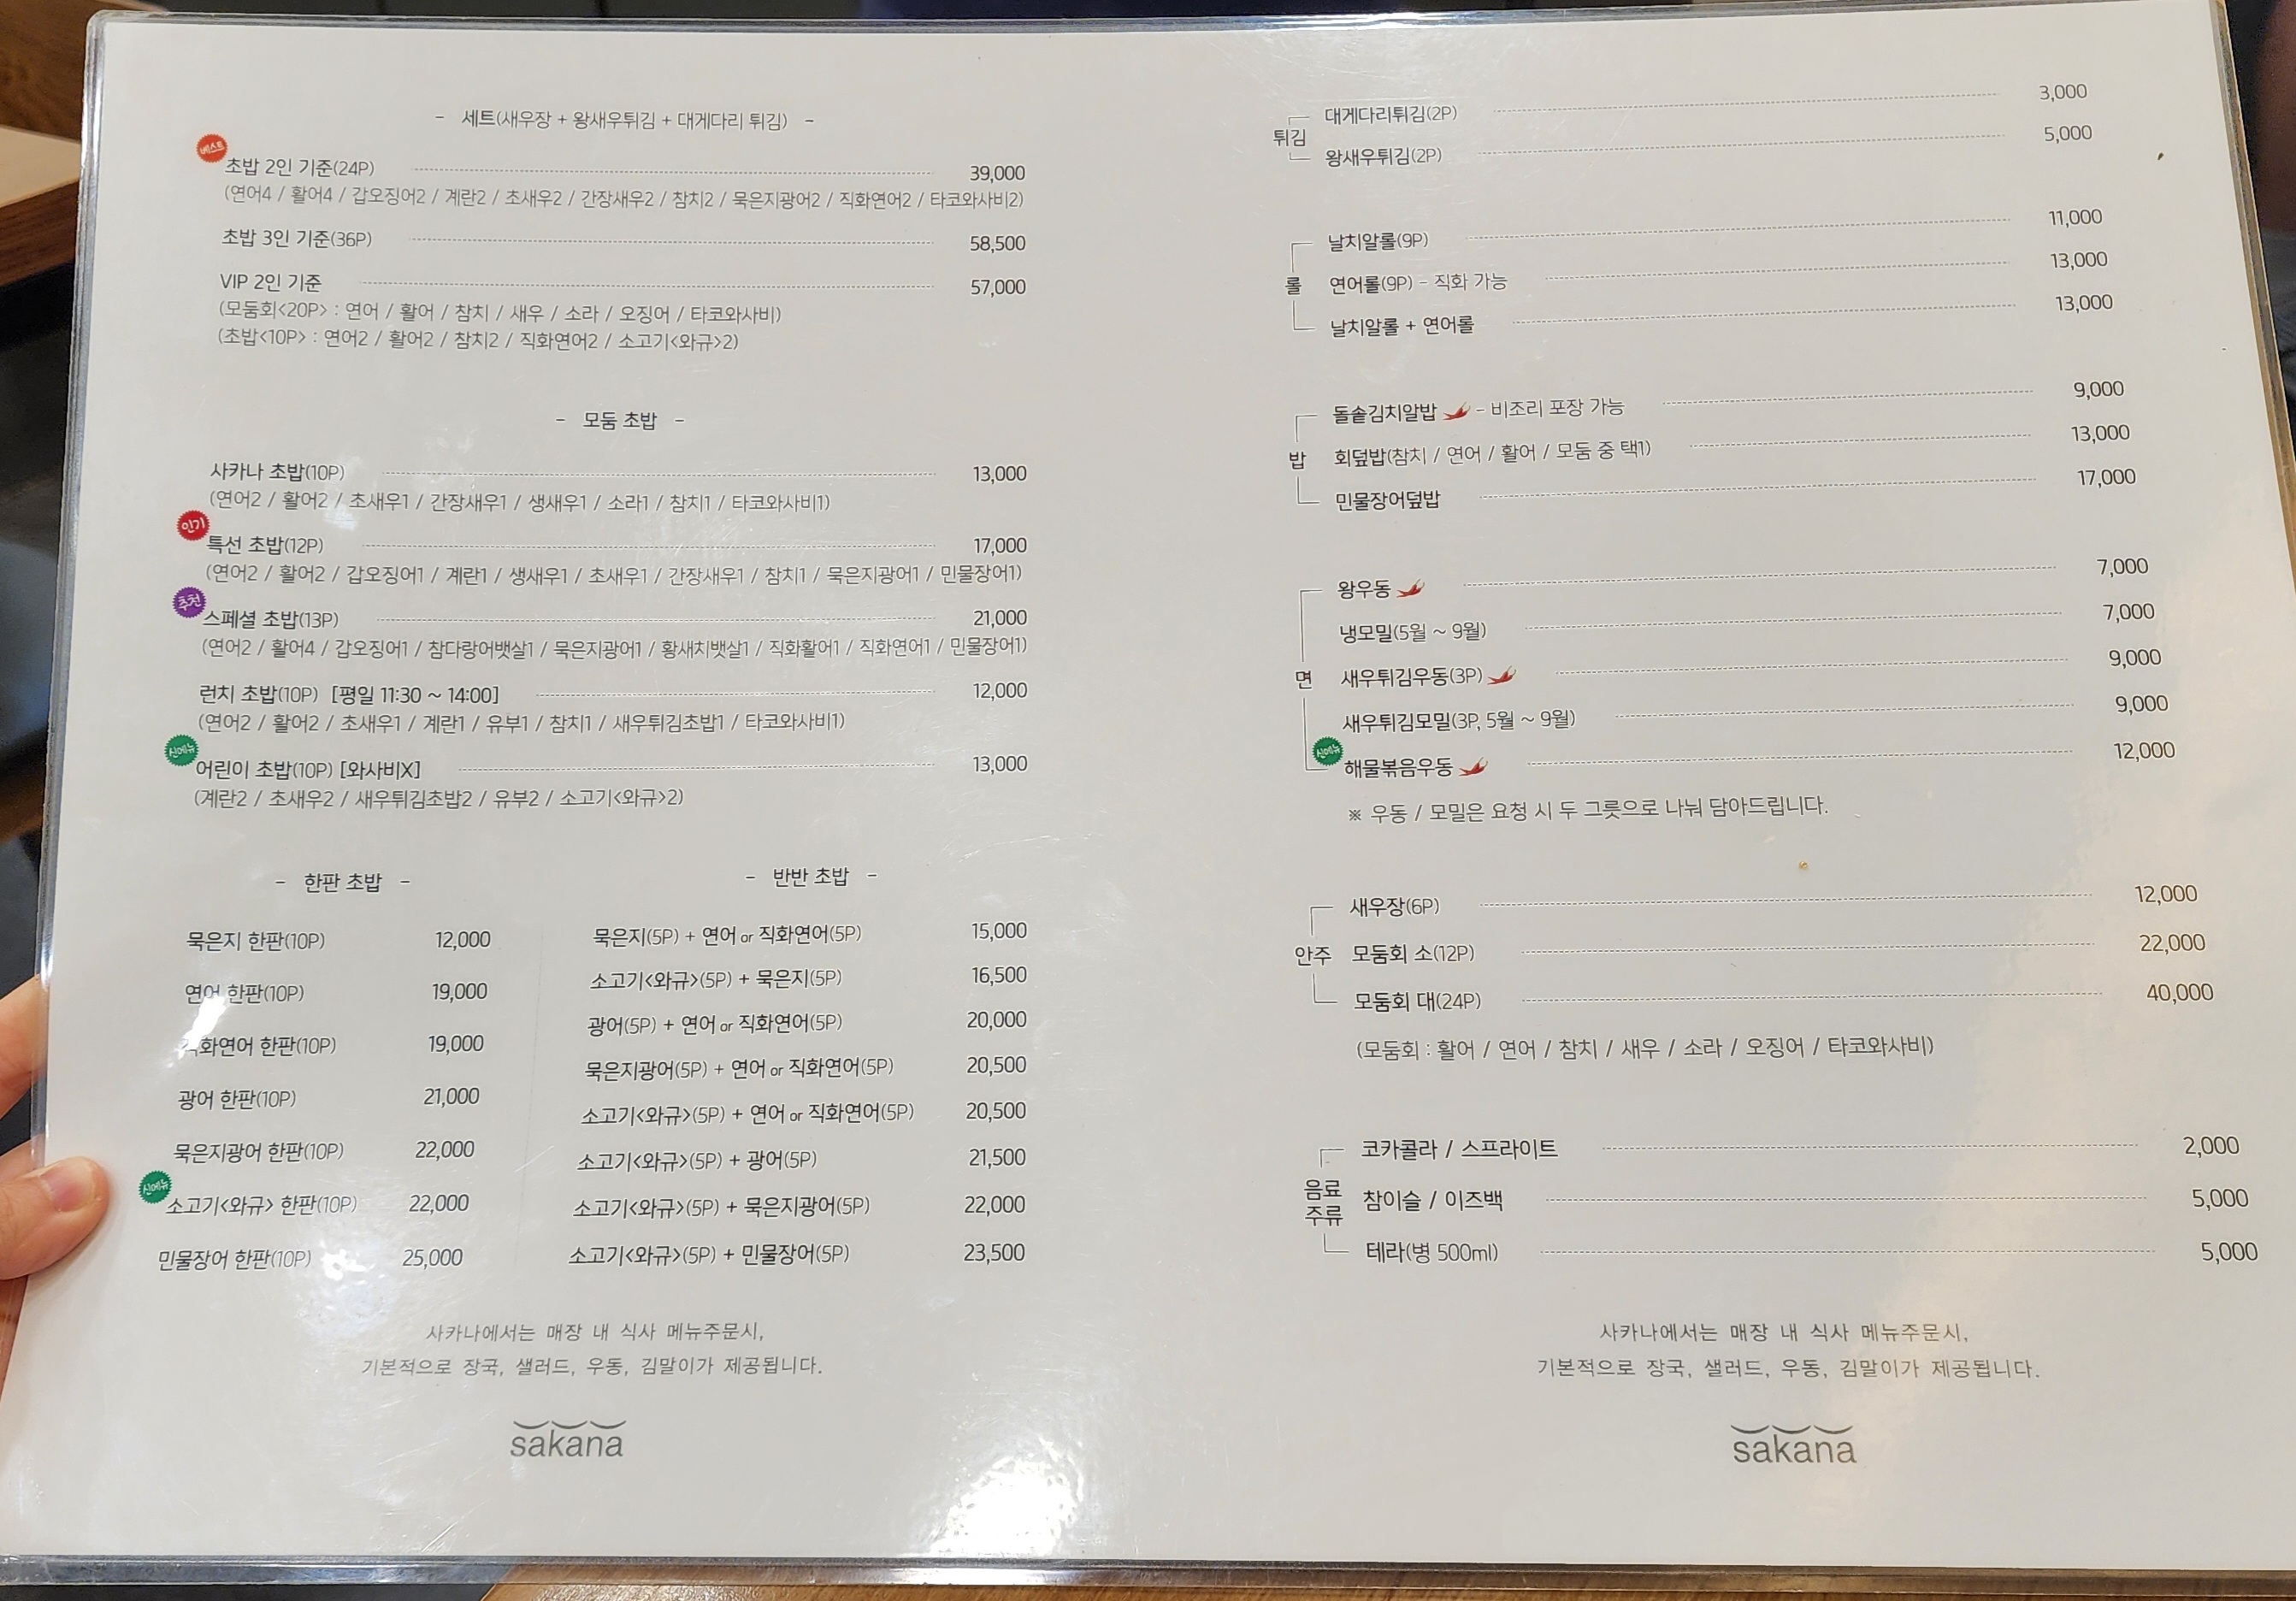 - 세트(새우장 + 왕새우튀김 + 대게다리 튀김) -
베스트
초밥 2인 기준(24P) 39,000
(연어4 / 활어4 / 갑오징어2 / 계란2 / 초새우2 / 간장새우2 / 참치2 / 묵은지광어2 / 직화연어2 / 타코와사비2)
초밥 3인 기준(36P) 58,500
VIP 2인 기준 57,000
(모둠회<20P> : 연어 / 활어 / 참치 / 새우 / 소라 / 오징어 / 타코와사비)
(초밥<10P> : 연어2 / 활어2 / 참치2 / 직화연어2 / 소고기<와규>2)
- 모둠 초밥 -
사카나 초밥(10P) 13,000
(연어2 / 활어2 / 초새우1 / 간장새우1 / 생새우1 / 소라1 / 참치1 / 타코와사비1)
인기
특선 초밥(12P) 17,000
(연어2 / 활어2 / 갑오징어1 / 계란1 / 생새우1 / 초새우1 / 간장새우1 / 참치1 / 묵은지광어1 / 민물장어1)
추천
스페셜 초밥(13P) 21,000
(연어2 / 활어4 / 갑오징어1 / 참다랑어뱃살1 / 묵은지광어1 / 황새치뱃살1 / 직화활어1 / 직화연어1 / 민물장어1)
런치 초밥(10P) [평일 11:30 ~ 14:00] 12,000
(연어2 / 활어2 / 초새우1 / 계란1 / 유부1 / 참치1 / 새우튀김초밥1 / 타코와사비1)
신메뉴
어린이 초밥(10P) [와사비X] 13,000
(계란2 / 초새우2 / 새우튀김초밥2 / 유부2 / 소고기<와규>2)
- 한판 초밥 -
묵은지 한판(10P) 12,000
연어 한판(10P) 19,000
직화연어 한판(10P) 19,000
광어 한판(10P) 21,000
묵은지광어 한판(10P) 22,000
신메뉴
소고기<와규> 한판(10P) 22,000
민물장어 한판(10P) 25,000
- 반반 초밥 -
묵은지(5P) + 연어 or 직화연어(5P) 15,000
소고기<와규>(5P) + 묵은지(5P) 16,500
광어(5P) + 연어 or 직화연어(5P) 20,000
묵은지광어(5P) + 연어 or 직화연어(5P) 20,500
소고기<와규>(5P) + 연어 or 직화연어(5P) 20,500
소고기<와규>(5P) + 광어(5P) 21,500
소고기<와규>(5P) + 묵은지광어(5P) 22,000
소고기<와규>(5P) + 민물장어(5P) 23,500
사카나에서는 매장 내 식사 메뉴주문시,
기본적으로 장국, 샐러드, 우동, 김말이가 제공됩니다.
sakana
튀김
대게다리튀김(2P) 3,000
왕새우튀김(2P) 5,000
롤
날치알롤(9P) 11,000
연어롤(9P) - 직화 가능 13,000
날치알롤 + 연어롤 13,000
밥
돌솥김치알밥 - 비조리 포장 가능 9,000
회덮밥(참치 / 연어 / 활어 / 모둠 중 택1) 13,000
민물장어덮밥 17,000
면
왕우동 7,000
냉모밀(5월 ~ 9월) 7,000
새우튀김우동(3P) 9,000
새우튀김모밀(3P, 5월 ~ 9월) 9,000
신메뉴
해물볶음우동 12,000
※ 우동 / 모밀은 요청 시 두 그릇으로 나눠 담아드립니다.
안주
새우장(6P) 12,000
모둠회 소(12P) 22,000
모둠회 대(24P) 40,000
(모둠회 : 활어 / 연어 / 참치 / 새우 / 소라 / 오징어 / 타코와사비)
음료
주류
코카콜라 / 스프라이트 2,000
참이슬 / 이즈백 5,000
테라(병 500ml) 5,000
사카나에서는 매장 내 식사 메뉴주문시,
기본적으로 장국, 샐러드, 우동, 김말이가 제공됩니다.
sakana